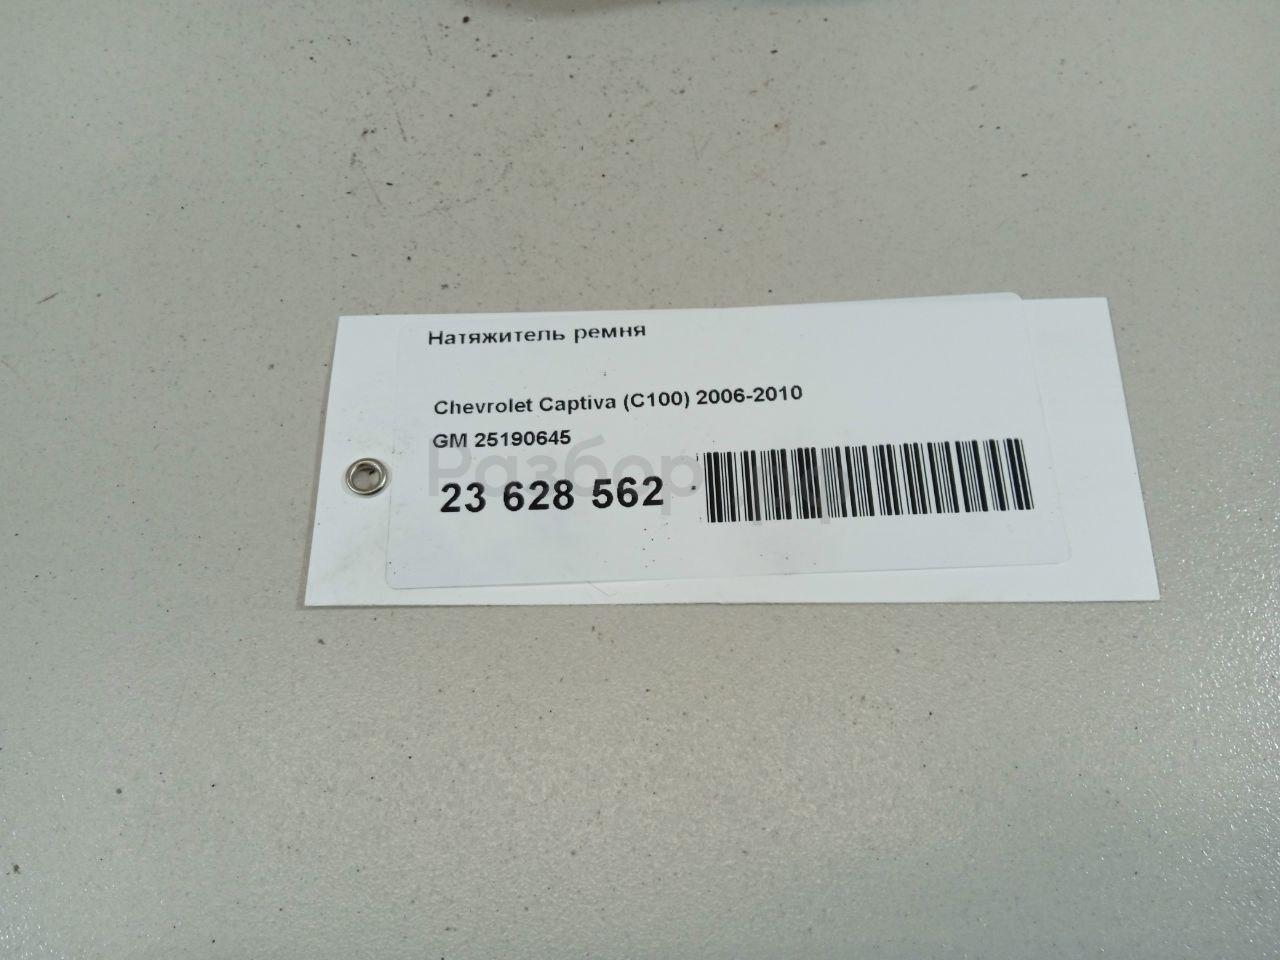 Натяжитель ремня
Chevrolet Captiva (C100) 2006-2010
GM 25190645
23 628 562